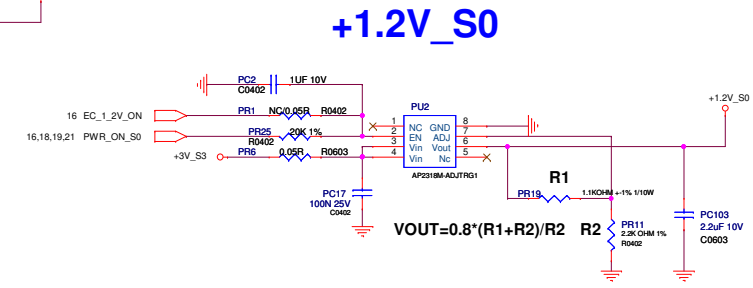 +1.2V_S0
PC2 1UF 10V
C0402
+1.2V_S0
PU2
16 EC_1_2V_ON PR1 NC/0.05R R0402
1 NC GND 8
16,18,19,21 PWR_ON_S0 PR25 20K 1%
R0402
2 EN ADJ 7
3 Vin Vout 6
+3V_S3 PR6 0.05R R0603
4 Vin Nc 5
AP2318M-ADJTRG1
R1
PC17
100N 25V
C0402
PR19 1.1KOHM +-1% 1/10W
PC103
2.2uF 10V
C0603
VOUT=0.8*(R1+R2)/R2 R2
PR11
2.2K OHM 1%
R0402